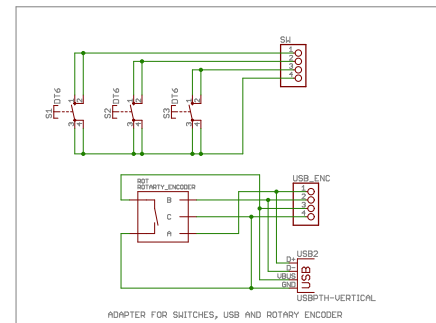 SW
1
2
3
4
S1
DT6
1 2
3 4
S2
DT6
1 2
3 4
S3
DT6
1 2
3 4
ROT
ROTARTY_ENCODER
B
C
A
USB_ENC
1
2
3
4
USB2
D+
D-
VBUS
GND
USB
USBPTH-VERTICAL
ADAPTER FOR SWITCHES, USB AND ROTARY ENCODER